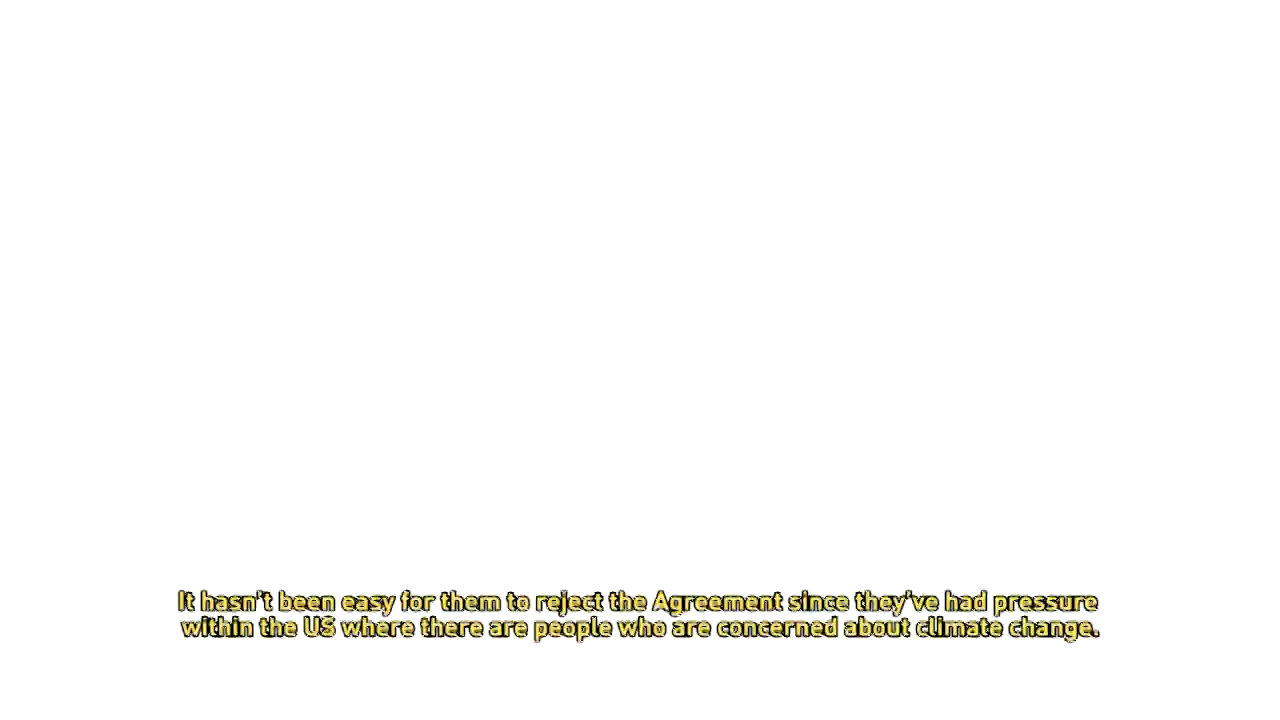 It hasn't been easy for them to reject the Agreement since they've had pressure
within the US where there are people who are concerned about climate change.